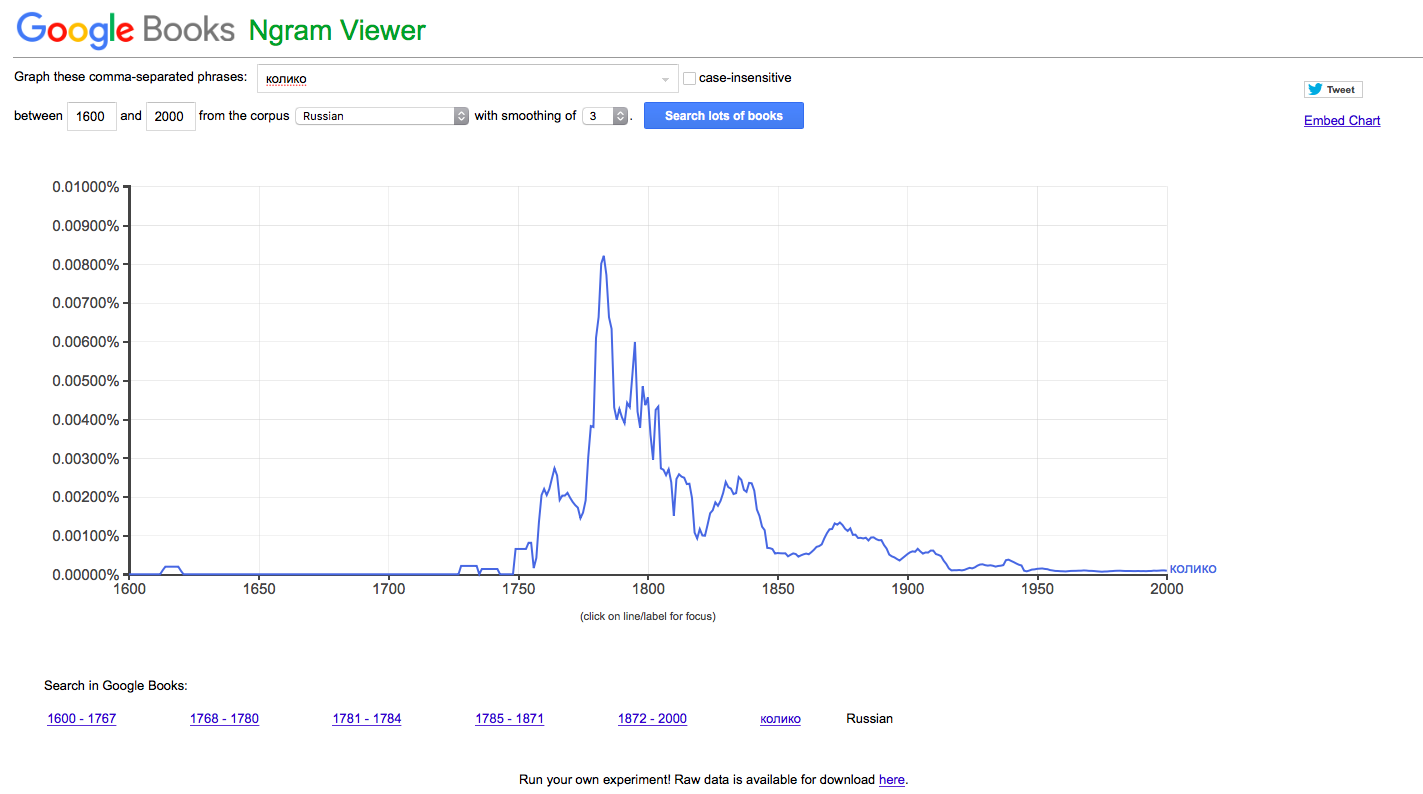 Google Books Ngram Viewer
Graph these comma-separated phrases: колико case-insensitive
Tweet
between 1600 and 2000 from the corpus Russian with smoothing of 3 . Search lots of books
Embed Chart
0.01000%
0.00900%
0.00800%
0.00700%
0.00600%
0.00500%
0.00400%
0.00300%
0.00200%
0.00100%
0.00000%
колико
1600 1650 1700 1750 1800 1850 1900 1950 2000
(click on line/label for focus)
Search in Google Books:
1600 - 1767 1768 - 1780 1781 - 1784 1785 - 1871 1872 - 2000 колико Russian
Run your own experiment! Raw data is available for download here.